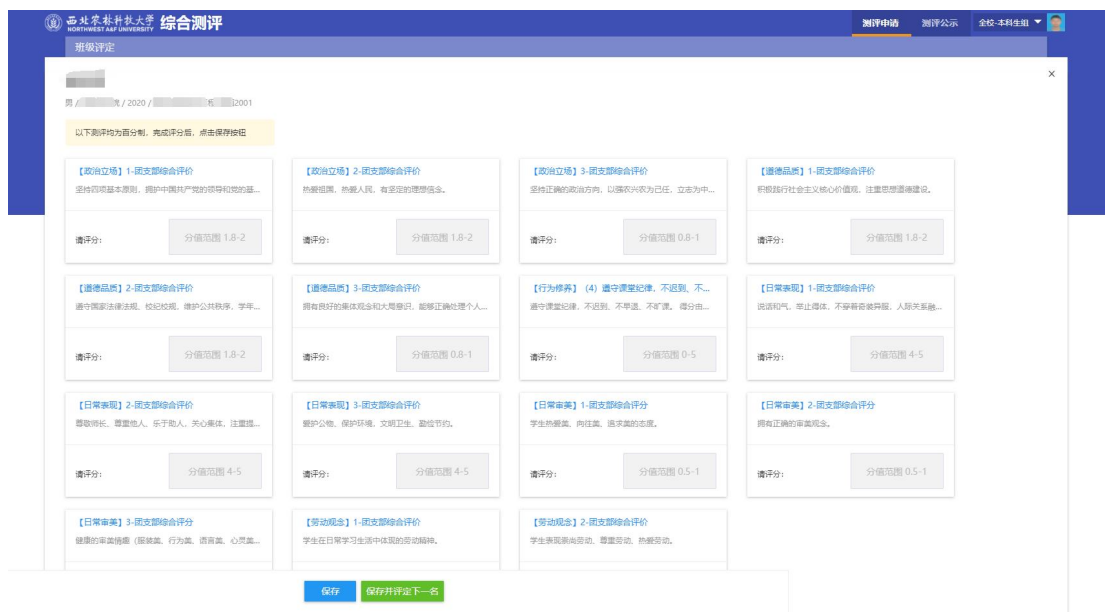 西北农林科技大学 综合测评
NORTHWEST A&F UNIVERSITY
测评申请 测评公示 全校-本科生组
班级评定
×
男 / / 2020 / 2001
以下测评均为百分制，完成评分后，点击保存按钮
【政治立场】1-团支部综合评价
坚持四项基本原则，拥护中国共产党的领导和党的基...
请评分： 分值范围 1.8-2
【政治立场】2-团支部综合评价
热爱祖国、热爱人民，有坚定的理想信念。
请评分： 分值范围 1.8-2
【政治立场】3-团支部综合评价
坚持正确的政治方向，以强农兴农为己任，立志为中...
请评分： 分值范围 0.8-1
【道德品质】1-团支部综合评价
积极践行社会主义核心价值观，注重思想道德建设。
请评分： 分值范围 1.8-2
【道德品质】2-团支部综合评价
遵守国家法律法规、校纪校规，维护公共秩序，学年...
请评分： 分值范围 1.8-2
【道德品质】3-团支部综合评价
拥有良好的集体观念和大局意识，能够正确处理个人...
请评分： 分值范围 0.8-1
【行为修养】（4）遵守课堂纪律，不迟到、不...
遵守课堂纪律，不迟到、不早退、不旷课。 得分由...
请评分： 分值范围 0-5
【日常表现】1-团支部综合评价
说话和气，举止得体，不穿奇装异服，人际关系融...
请评分： 分值范围 4-5
【日常表现】2-团支部综合评价
尊敬师长、尊重他人、乐于助人、关心集体，注重提...
请评分： 分值范围 4-5
【日常表现】3-团支部综合评价
爱护公物、保护环境、文明卫生、勤俭节约。
请评分： 分值范围 4-5
【日常审美】1-团支部综合评分
学生热爱美、向往美、追求美的态度。
请评分： 分值范围 0.5-1
【日常审美】2-团支部综合评分
拥有正确的审美观念。
请评分： 分值范围 0.5-1
【日常审美】3-团支部综合评分
健康的审美情趣（服装美、行为美、语言美、心灵美...
【劳动观念】1-团支部综合评价
学生在日常学习生活中体现的劳动精神。
【劳动观念】2-团支部综合评价
学生表现崇尚劳动、尊重劳动、热爱劳动。
保存 保存并评定下一名